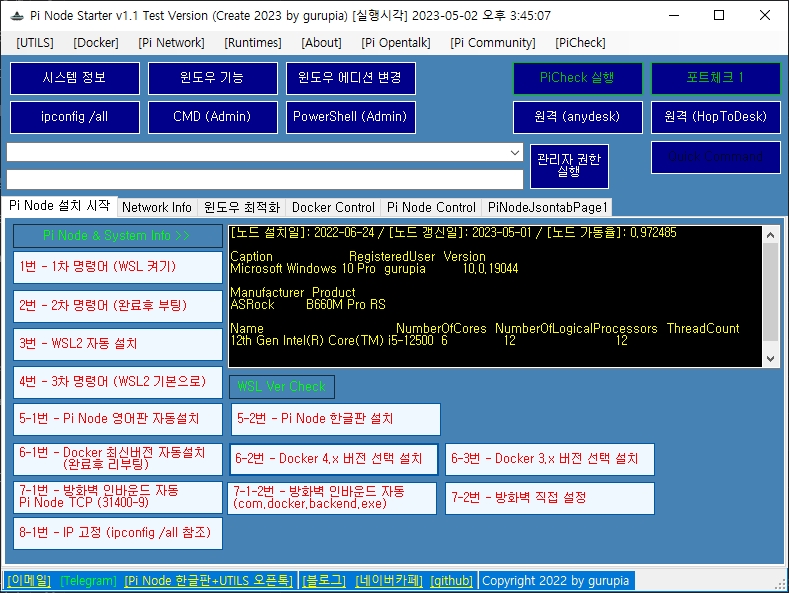 Pi Node Starter v1.1 Test Version (Create 2023 by gurupia) [실행시각] 2023-05-02 오후 3:45:07
[UTILS] [Docker] [Pi Network] [Runtimes] [About] [Pi Opentalk] [Pi Community] [PiCheck]
시스템 정보 윈도우 기능 윈도우 에디션 변경 PiCheck 실행 포트체크 1
ipconfig /all CMD (Admin) PowerShell (Admin) 원격 (anydesk) 원격 (HopToDesk)
관리자 권한
실행
Quick Command
Pi Node 설치 시작 Network Info 윈도우 최적화 Docker Control Pi Node Control PiNodeJsontabPage1
Pi Node & System Info >>
[노드 설치일]: 2022-06-24 / [노드 갱신일]: 2023-05-01 / [노드 가동율]: 0,972485
Caption RegisteredUser Version
Microsoft Windows 10 Pro gurupia 10,0,19044
Manufacturer Product
ASRock B660M Pro RS
Name NumberOfCores NumberOfLogicalProcessors ThreadCount
12th Gen Intel(R) Core(TM) i5-12500 6 12 12
1번 - 1차 명령어 (WSL 켜기)
2번 - 2차 명령어 (완료후 부팅)
3번 - WSL2 자동 설치
4번 - 3차 명령어 (WSL2 기본으로)
WSL Ver Check
5-1번 - Pi Node 영어판 자동설치 5-2번 - Pi Node 한글판 설치
6-1번 - Docker 최신버전 자동설치
(완료후 리부팅)
6-2번 - Docker 4.x 버전 선택 설치 6-3번 - Docker 3.x 버전 선택 설치
7-1번 - 방화벽 인바운드 자동
Pi Node TCP (31400-9)
7-1-2번 - 방화벽 인바운드 자동
(com.docker.backend.exe)
7-2번 - 방화벽 직접 설정
8-1번 - IP 고정 (ipconfig /all 참조)
[이메일] [Telegram] [Pi Node 한글판+UTILS 오픈톡] [블로그] [네이버카페] [github] Copyright 2022 by gurupia